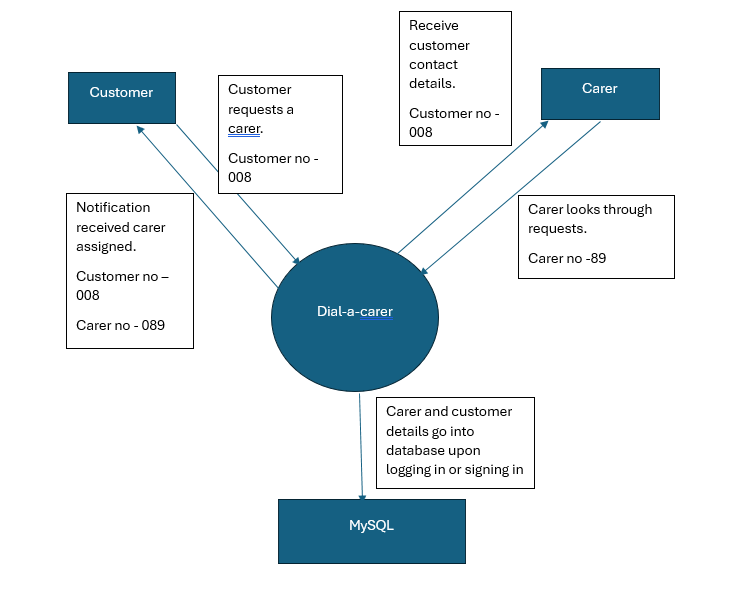 Receive
customer
contact
details.
Customer no -
008
Customer
Carer
Customer
requests a
carer.
Customer no -
008
Notification
received carer
assigned.
Customer no –
008
Carer no - 089
Carer looks through
requests.
Carer no -89
Dial-a-carer
Carer and customer
details go into
database upon
logging in or signing in
MySQL